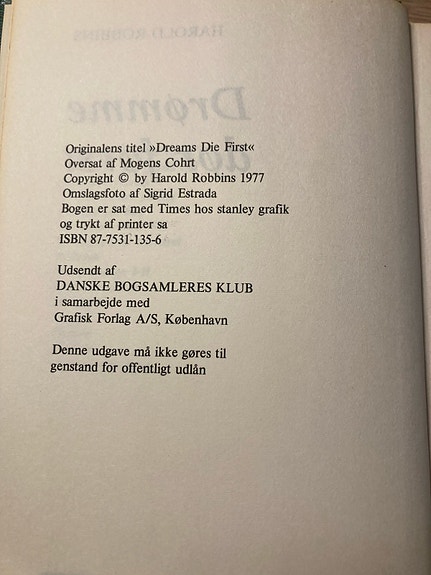 Originalens titel »Dreams Die First«
Oversat af Mogens Cohrt
Copyright © by Harold Robbins 1977
Omslagsfoto af Sigrid Estrada
Bogen er sat med Times hos stanley grafik
og trykt af printer sa
ISBN 87-7531-135-6
Udsendt af
DANSKE BOGSAMLERES KLUB
i samarbejde med
Grafisk Forlag A/S, København
Denne udgave må ikke gøres til
genstand for offentligt udlån